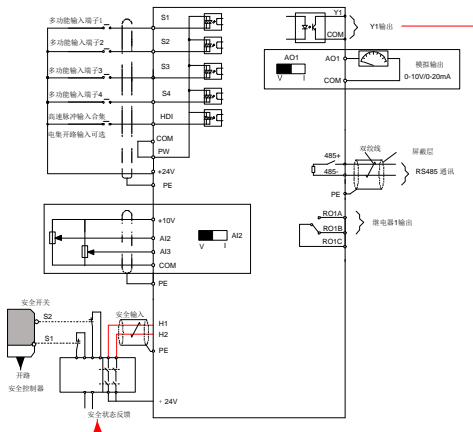 多功能输入端子1
S1
多功能输入端子2
S2
多功能输入端子3
S3
多功能输入端子4
S4
高速脉冲输入合集
HDI
电集开路输入可选
COM
PW
+24V
PE
Y1
COM
Y1输出
AO1
V I
AO1
COM
模拟输出
0-10V/0-20mA
双绞线
屏蔽层
485+
485-
RS485 通讯
PE
RO1A
RO1B
RO1C
继电器1输出
+10V
AI2
AI3
COM
V I
AI2
PE
安全开关
S2
S1
开路
安全控制器
安全输入
H1
H2
PE
+ 24V
安全状态反馈